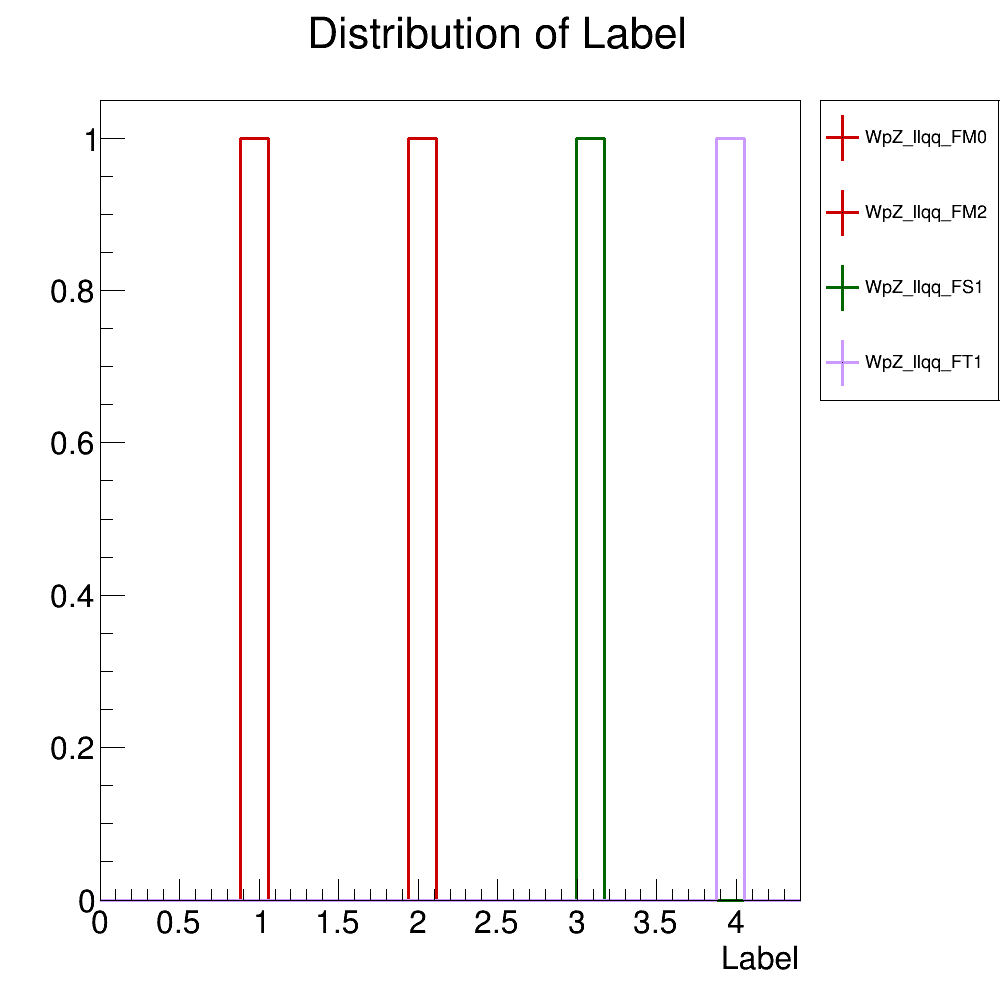 Distribution of Label
1
0.8
0.6
0.4
0.2
0
0 0.5 1 1.5 2 2.5 3 3.5 4
Label
WpZ_llqq_FM0
WpZ_llqq_FM2
WpZ_llqq_FS1
WpZ_llqq_FT1